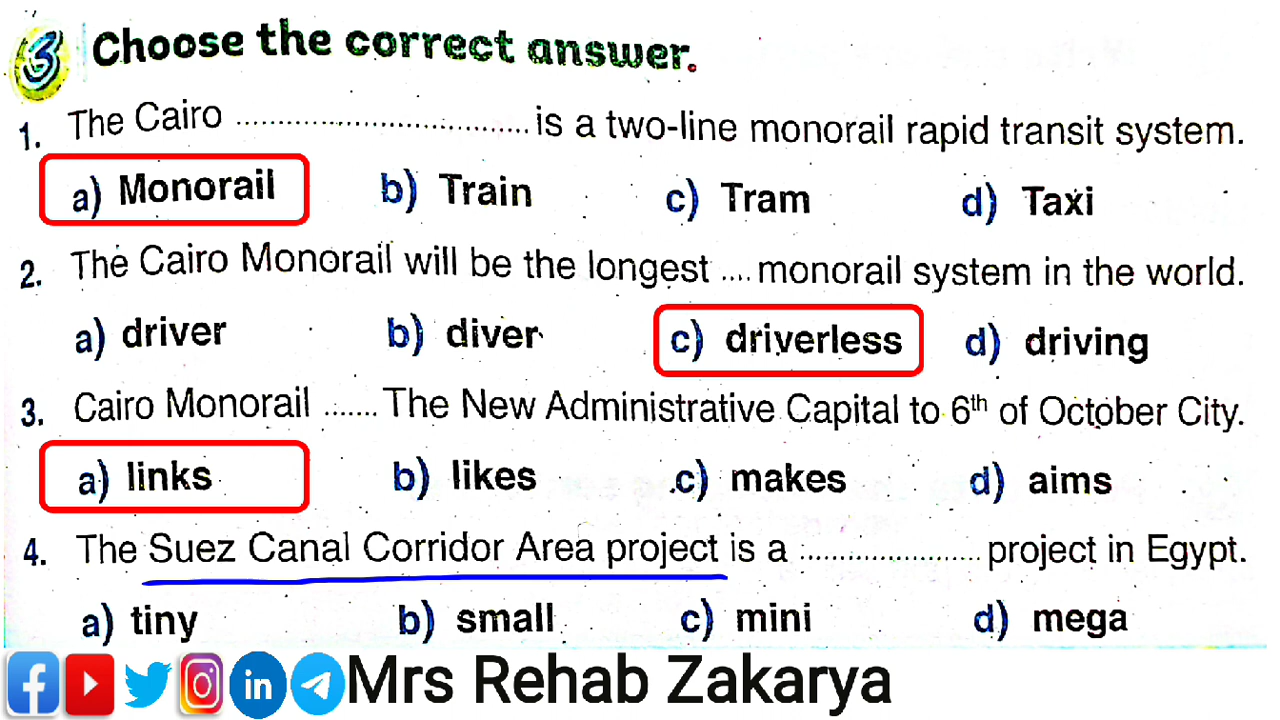 3 Choose the correct answer.
1. The Cairo .................................. is a two-line monorail rapid transit system.
a) Monorail b) Train c) Tram d) Taxi
2. The Cairo Monorail will be the longest .... monorail system in the world.
a) driver b) diver c) driverless d) driving
3. Cairo Monorail ....... The New Administrative Capital to 6th of October City.
a) links b) likes c) makes d) aims
4. The Suez Canal Corridor Area project is a ...................... project in Egypt.
a) tiny b) small c) mini d) mega
Mrs Rehab Zakarya